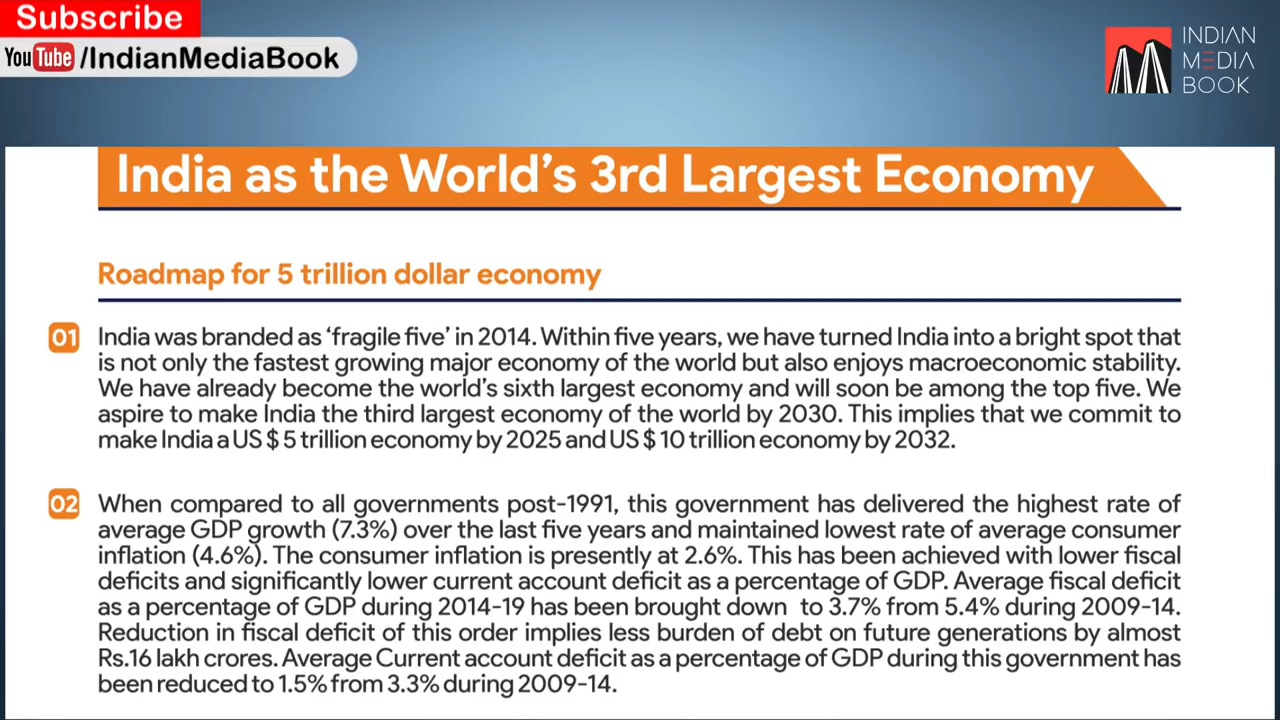 Subscribe
YouTube /IndianMediaBook
INDIAN
MEDIA
BOOK
India as the World's 3rd Largest Economy
Roadmap for 5 trillion dollar economy
01
India was branded as ‘fragile five’ in 2014. Within five years, we have turned India into a bright spot that
is not only the fastest growing major economy of the world but also enjoys macroeconomic stability.
We have already become the world's sixth largest economy and will soon be among the top five. We
aspire to make India the third largest economy of the world by 2030. This implies that we commit to
make India a US $ 5 trillion economy by 2025 and US $ 10 trillion economy by 2032.
02
When compared to all governments post-1991, this government has delivered the highest rate of
average GDP growth (7.3%) over the last five years and maintained lowest rate of average consumer
inflation (4.6%). The consumer inflation is presently at 2.6%. This has been achieved with lower fiscal
deficits and significantly lower current account deficit as a percentage of GDP. Average fiscal deficit
as a percentage of GDP during 2014-19 has been brought down to 3.7% from 5.4% during 2009-14.
Reduction in fiscal deficit of this order implies less burden of debt on future generations by almost
Rs.16 lakh crores. Average Current account deficit as a percentage of GDP during this government has
been reduced to 1.5% from 3.3% during 2009-14.